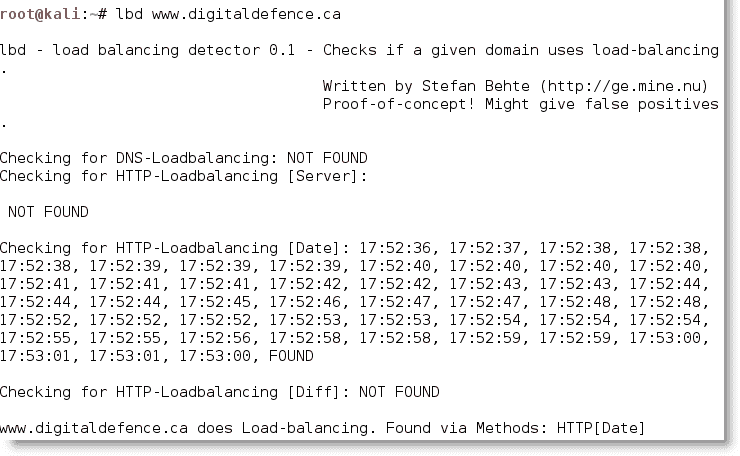 root@kali:~# lbd www.digitaldefence.ca
lbd - load balancing detector 0.1 - Checks if a given domain uses load-balancing
.
Written by Stefan Behte (http://ge.mine.nu)
Proof-of-concept! Might give false positives
.
Checking for DNS-Loadbalancing: NOT FOUND
Checking for HTTP-Loadbalancing [Server]:
NOT FOUND
Checking for HTTP-Loadbalancing [Date]: 17:52:36, 17:52:37, 17:52:38, 17:52:38,
17:52:38, 17:52:39, 17:52:39, 17:52:39, 17:52:40, 17:52:40, 17:52:40, 17:52:40,
17:52:41, 17:52:41, 17:52:41, 17:52:42, 17:52:42, 17:52:43, 17:52:43, 17:52:44,
17:52:44, 17:52:44, 17:52:45, 17:52:46, 17:52:47, 17:52:47, 17:52:48, 17:52:48,
17:52:52, 17:52:52, 17:52:52, 17:52:53, 17:52:53, 17:52:54, 17:52:54, 17:52:54,
17:52:55, 17:52:55, 17:52:56, 17:52:58, 17:52:58, 17:52:59, 17:52:59, 17:53:00,
17:53:01, 17:53:01, 17:53:00, FOUND
Checking for HTTP-Loadbalancing [Diff]: NOT FOUND
www.digitaldefence.ca does Load-balancing. Found via Methods: HTTP[Date]